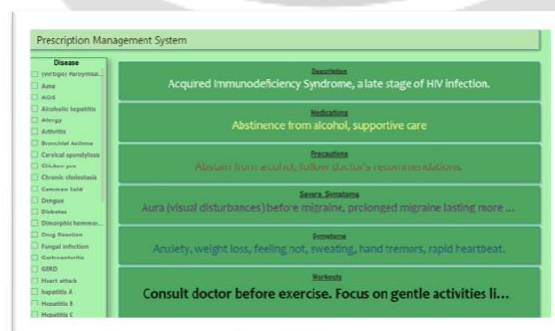 Prescription Management System
Disease
(vertigo) Paroymsal...
Acne
AIDS
Alcoholic hepatitis
Allergy
Arthritis
Bronchial Asthma
Cervical spondylosis
Chicken pox
Chronic cholestasis
Common Cold
Dengue
Diabetes
Dimorphic hemmor...
Drug Reaction
Fungal infection
Gastroenteritis
GERD
Heart attack
hepatitis A
Hepatitis B
Hepatitis C
Description
Acquired Immunodeficiency Syndrome, a late stage of HIV infection.
Medications
Abstinence from alcohol, supportive care
Precautions
Abstain from alcohol, follow doctor's recommendations.
Severe_Symptoms
Aura (visual disturbances) before migraine, prolonged migraine lasting more ...
Symptoms
Anxiety, weight loss, feeling hot, sweating, hand tremors, rapid heartbeat.
Workouts
Consult doctor before exercise. Focus on gentle activities li...